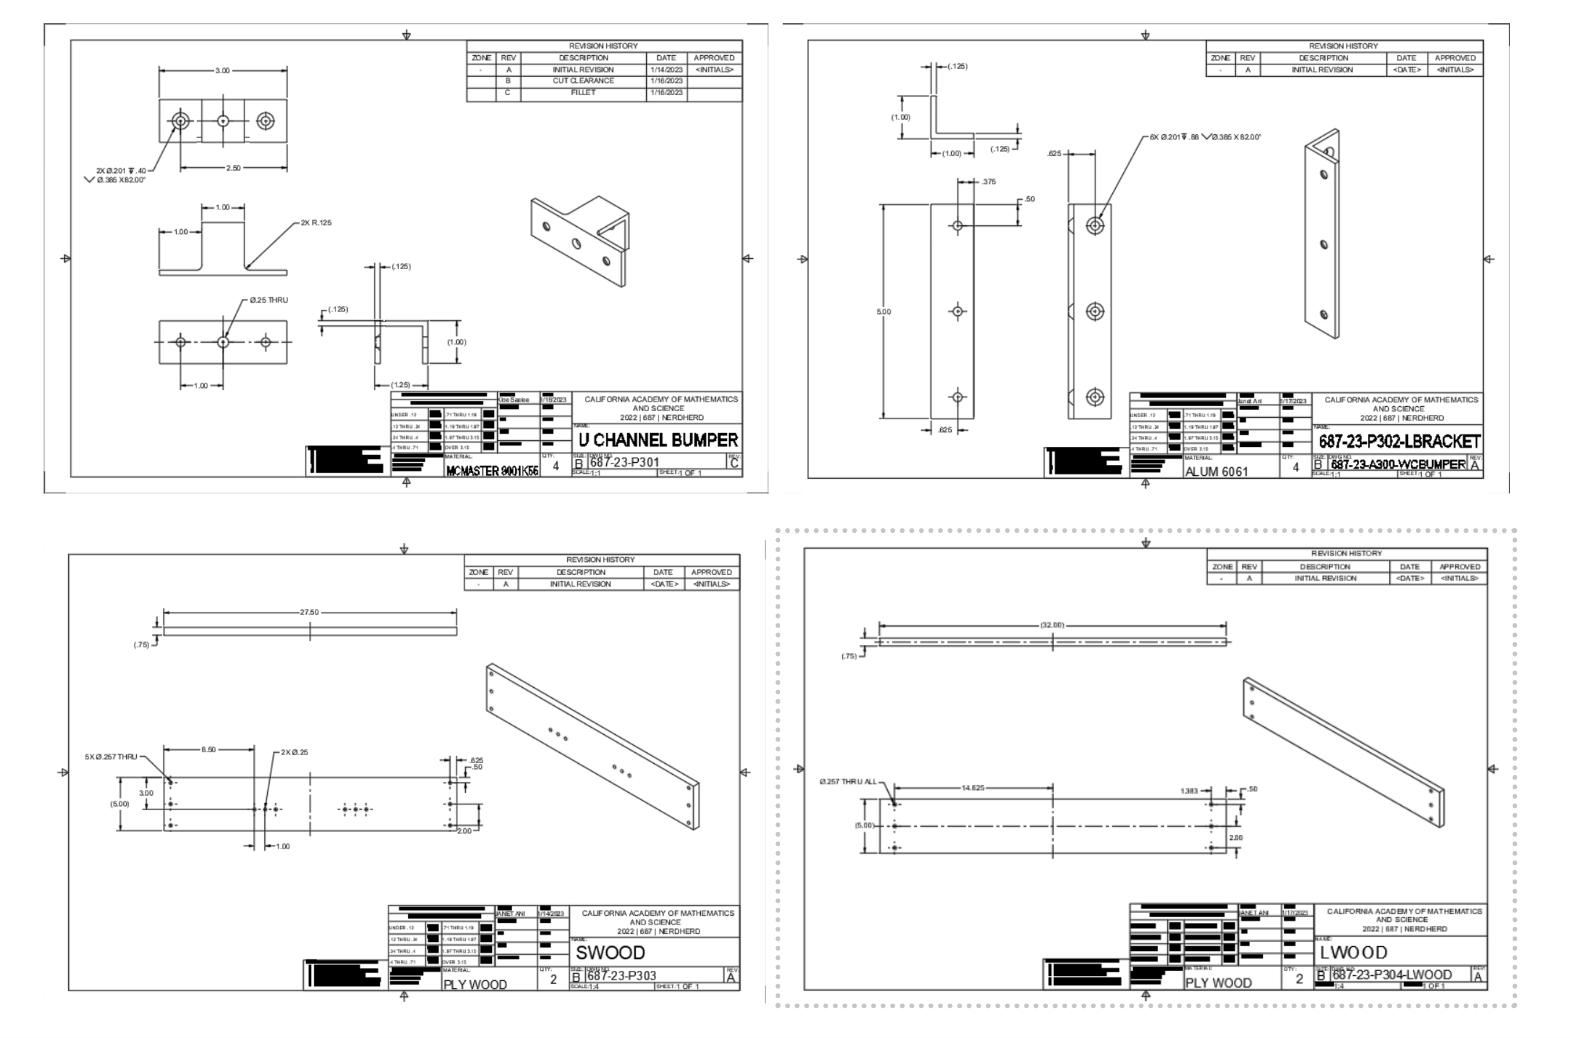 REVISION HISTORY
ZONE REV DESCRIPTION DATE APPROVED
- A INITIAL REVISION 1/14/2023 <INITIALS>
B CUT CLEARANCE 1/16/2023
C FILLET 1/16/2023
3.00
2X Ø.201 ↧.40
⌵ Ø.385 X 82.00°
2.50
1.00
1.00
2X R.125
Ø.25 THRU
(.125)
(.125)
(1.00)
1.00
(1.25)
1/16/2023
CALIFORNIA ACADEMY OF MATHEMATICS
AND SCIENCE
2022 | 687 | NERDHERD
UNDER .12 .71 THRU 1.19
.12 THRU .24 1.19 THRU 1.97
.24 THRU .4 1.97 THRU 3.15
.4 THRU .71 OVER 3.15
NAME:
U CHANNEL BUMPER
MATERIAL:
MCMASTER 9001K56
QTY:
4
SIZE: DWG NO.
B 687-23-P301
REV:
C
SCALE:1:1 SHEET:1 OF 1
REVISION HISTORY
ZONE REV DESCRIPTION DATE APPROVED
- A INITIAL REVISION <DATE> <INITIALS>
(.125)
(1.00)
(1.00)
(.125)
6X Ø.201 ↧.88 ⌵Ø.385 X 82.00°
.625
.375
.50
5.00
.625
Janet Ani 1/17/2023
CALIFORNIA ACADEMY OF MATHEMATICS
AND SCIENCE
2022 | 687 | NERDHERD
UNDER .12 .71 THRU 1.19
.12 THRU .24 1.19 THRU 1.97
.24 THRU .4 1.97 THRU 3.15
.4 THRU .71 OVER 3.15
NAME:
687-23-P302-LBRACKET
MATERIAL:
ALUM 6061
QTY:
4
SIZE: DWG NO.
B 687-23-A300-WCBUMPER
REV:
A
SCALE:1:1 SHEET:1 OF 1
REVISION HISTORY
ZONE REV DESCRIPTION DATE APPROVED
- A INITIAL REVISION <DATE> <INITIALS>
27.50
(.75)
5X Ø.257 THRU
8.50
2X Ø.25
.625
.50
(5.00)
3.00
2.00
1.00
JANET ANI 1/14/2023
CALIFORNIA ACADEMY OF MATHEMATICS
AND SCIENCE
2022 | 687 | NERDHERD
UNDER .12 .71 THRU 1.19
.12 THRU .24 1.19 THRU 1.97
.24 THRU .4 1.97 THRU 3.15
.4 THRU .71 OVER 3.15
NAME:
SWOOD
MATERIAL:
PLY WOOD
QTY:
2
SIZE: DWG NO.
B 687-23-P303
REV:
A
SCALE:1:4 SHEET:1 OF 1
REVISION HISTORY
ZONE REV DESCRIPTION DATE APPROVED
- A INITIAL REVISION <DATE> <INITIALS>
(32.00)
(.75)
Ø.257 THRU ALL
14.625
1.383
.50
(5.00)
2.00
JANET ANI 1/17/2023
CALIFORNIA ACADEMY OF MATHEMATICS
AND SCIENCE
2022 | 687 | NERDHERD
NAME:
LWOOD
MATERIAL:
PLY WOOD
QTY:
2
SIZE: DWG NO.
B 687-23-P304-LWOOD
REV:
A
1:4 1 OF 1